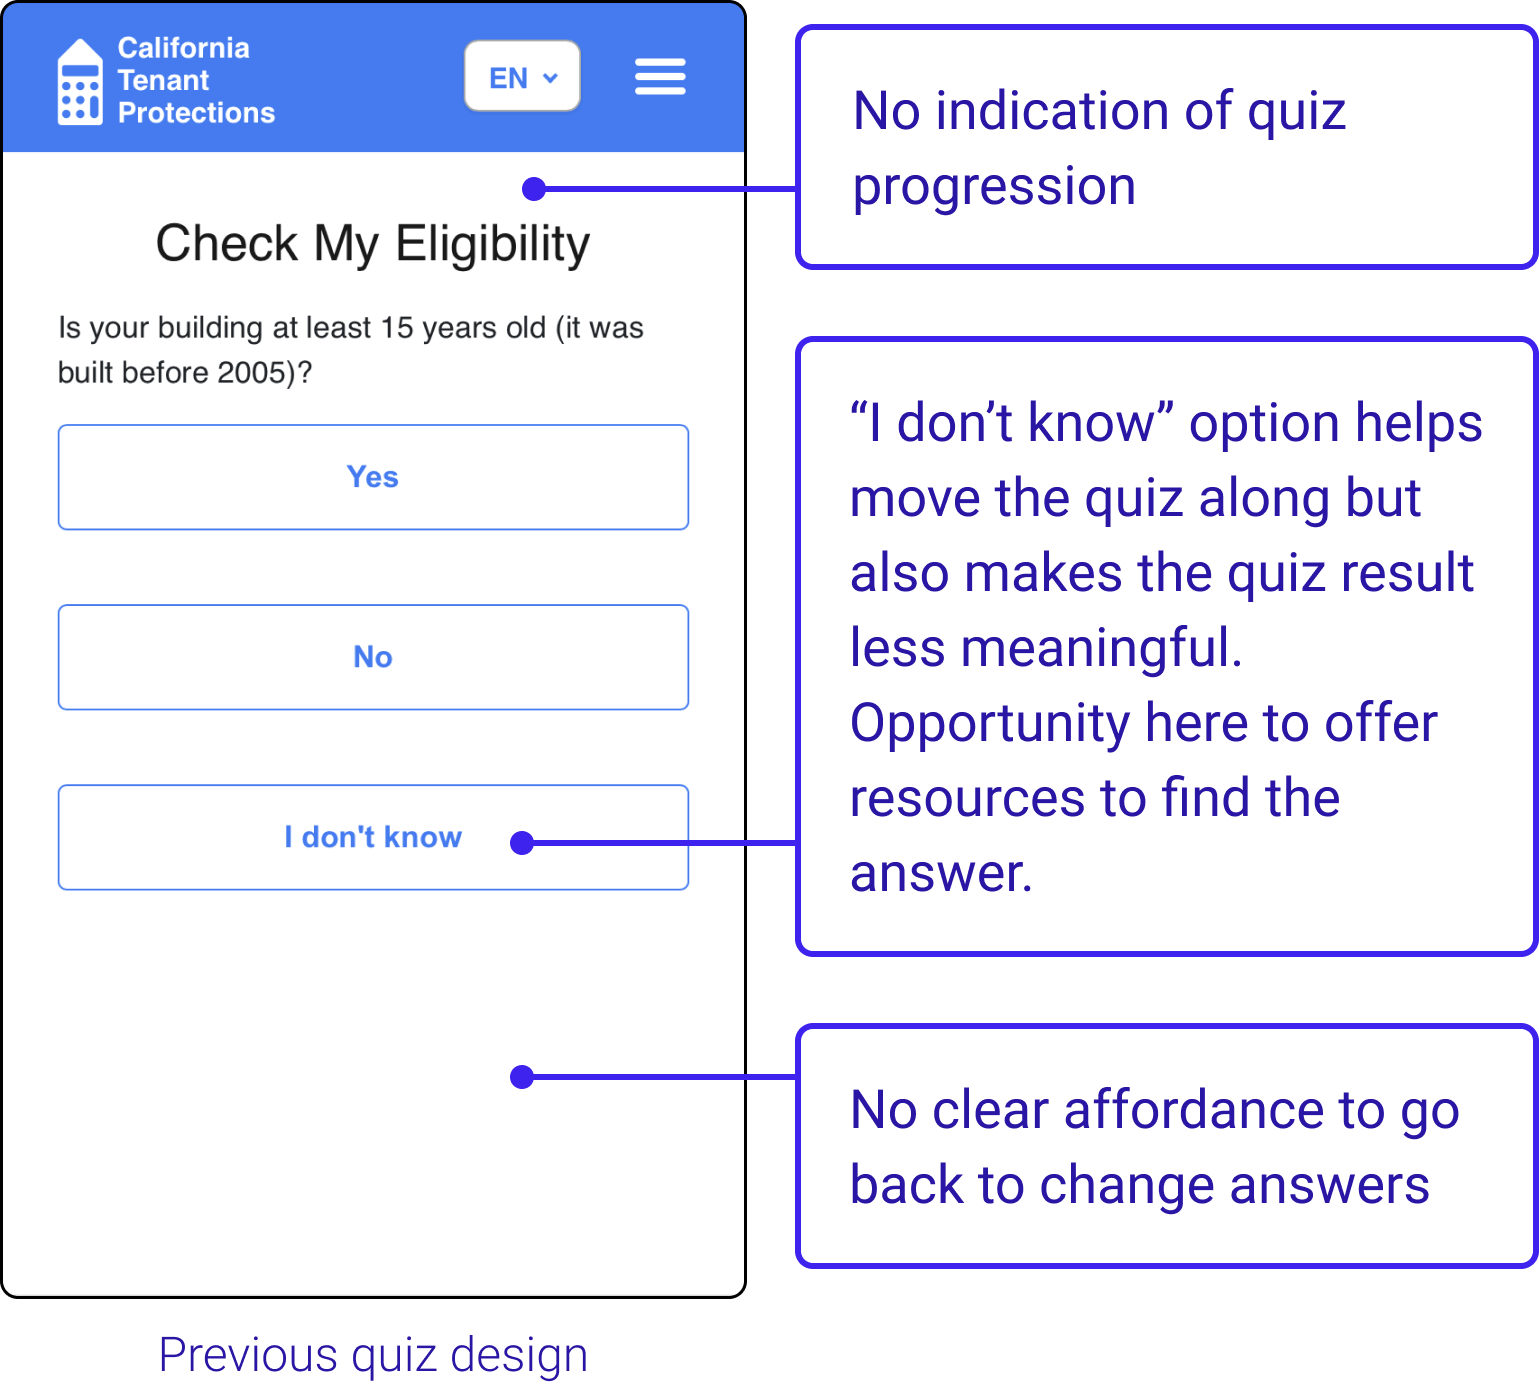 California
Tenant
Protections
EN
Check My Eligibility
Is your building at least 15 years old (it was
built before 2005)?
Yes
No
I don't know
No indication of quiz
progression
“I don’t know” option helps
move the quiz along but
also makes the quiz result
less meaningful.
Opportunity here to offer
resources to find the
answer.
No clear affordance to go
back to change answers
Previous quiz design